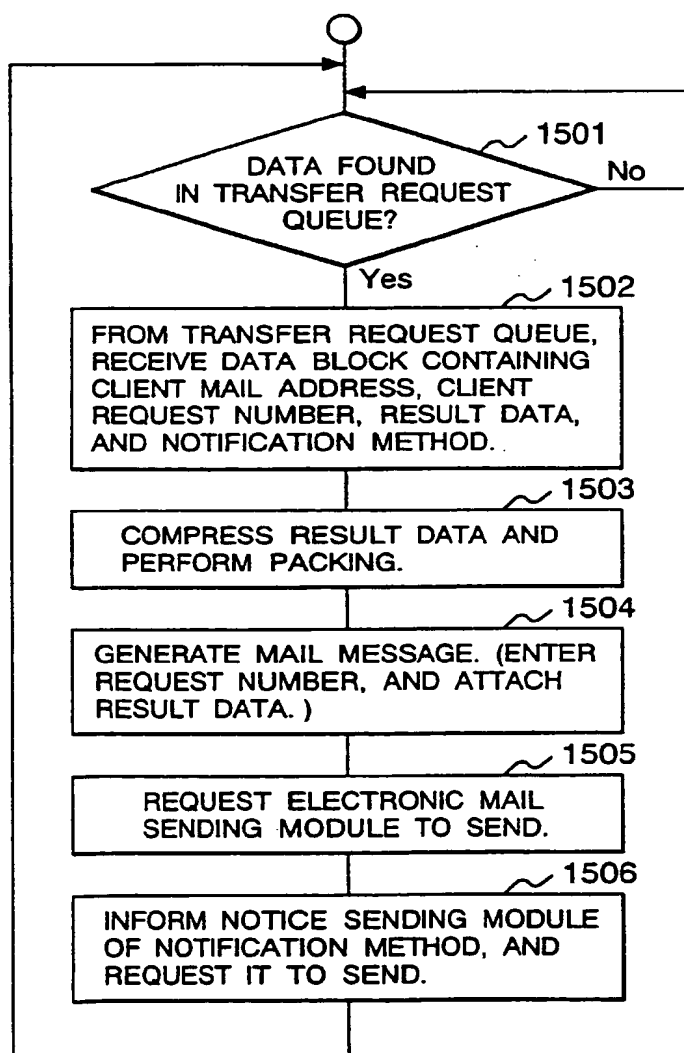 1501
DATA FOUND
IN TRANSFER REQUEST
QUEUE?
No
Yes
1502
FROM TRANSFER REQUEST QUEUE,
RECEIVE DATA BLOCK CONTAINING
CLIENT MAIL ADDRESS, CLIENT
REQUEST NUMBER, RESULT DATA,
AND NOTIFICATION METHOD.
1503
COMPRESS RESULT DATA AND
PERFORM PACKING.
1504
GENERATE MAIL MESSAGE. (ENTER
REQUEST NUMBER, AND ATTACH
RESULT DATA. )
1505
REQUEST ELECTRONIC MAIL
SENDING MODULE TO SEND.
1506
INFORM NOTICE SENDING MODULE
OF NOTIFICATION METHOD, AND
REQUEST IT TO SEND.